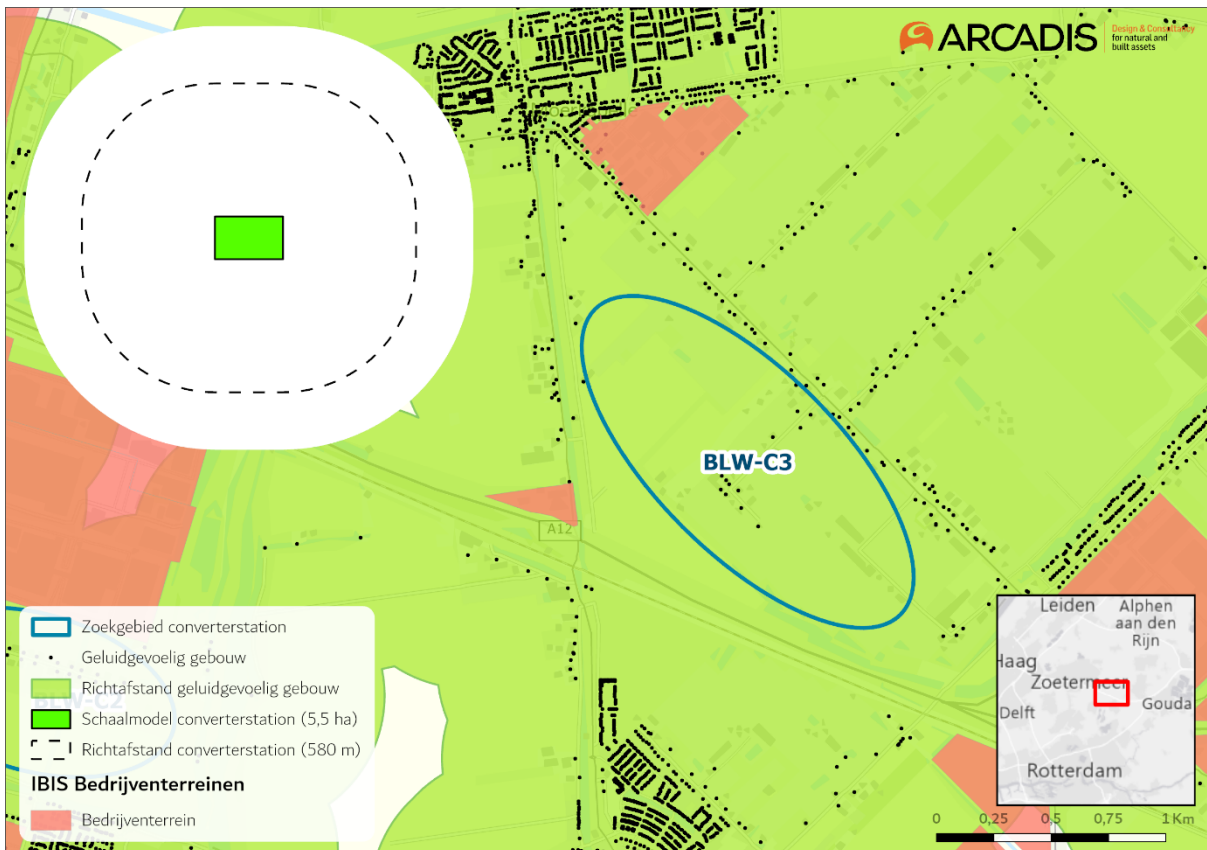 ARCADIS
Design & Consultancy
for natural and
built assets
BLW-C3
A12
BLW-C2
Zoekgebied converterstation
Geluidgevoelig gebouw
Richtafstand geluidgevoelig gebouw
Schaalmodel converterstation (5,5 ha)
Richtafstand converterstation (580 m)
IBIS Bedrijventerreinen
Bedrijventerrein
Leiden
Alphen
aan den
Rijn
Haag
Zoetermeer
Gouda
Delft
Rotterdam
0 0,25 0,5 0,75 1 Km